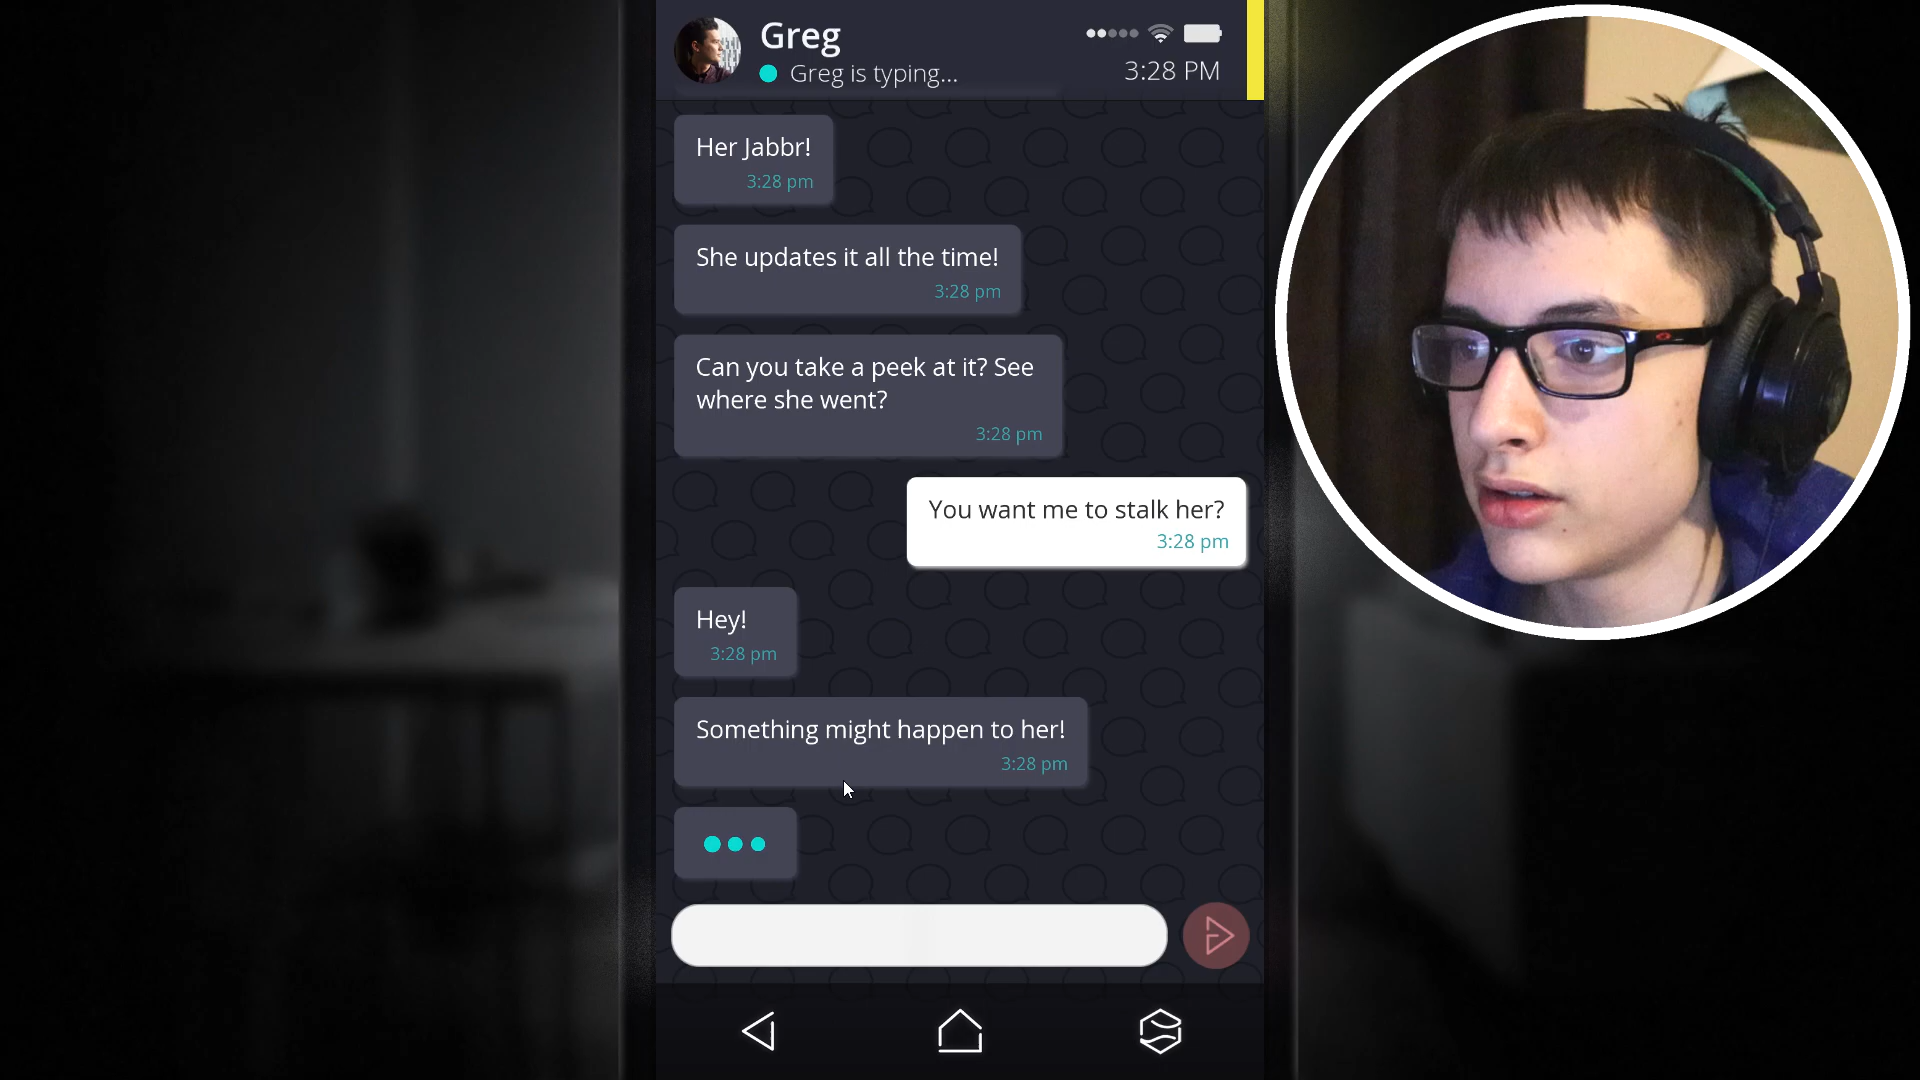 Greg
Greg is typing...
3:28 PM
Her Jabbr!
3:28 pm
She updates it all the time!
3:28 pm
Can you take a peek at it? See
where she went?
3:28 pm
You want me to stalk her?
3:28 pm
Hey!
3:28 pm
Something might happen to her!
3:28 pm